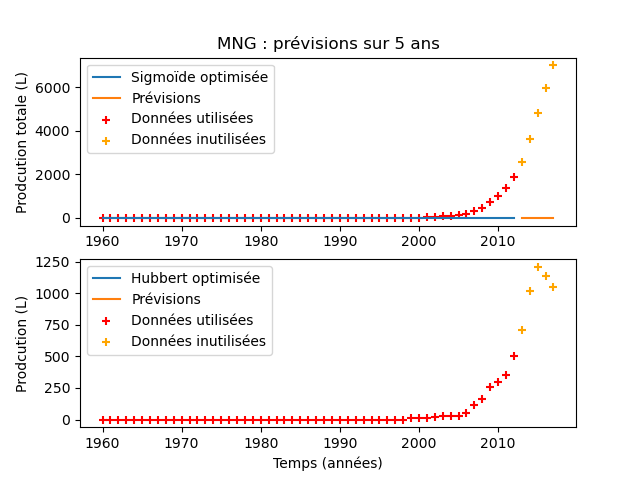 MNG : prévisions sur 5 ans
Prodcution totale (L)
6000
4000
2000
0
Sigmoïde optimisée
Prévisions
Données utilisées
Données inutilisées
1960 1970 1980 1990 2000 2010
Prodcution (L)
1250
1000
750
500
250
0
Hubbert optimisée
Prévisions
Données utilisées
Données inutilisées
1960 1970 1980 1990 2000 2010
Temps (années)